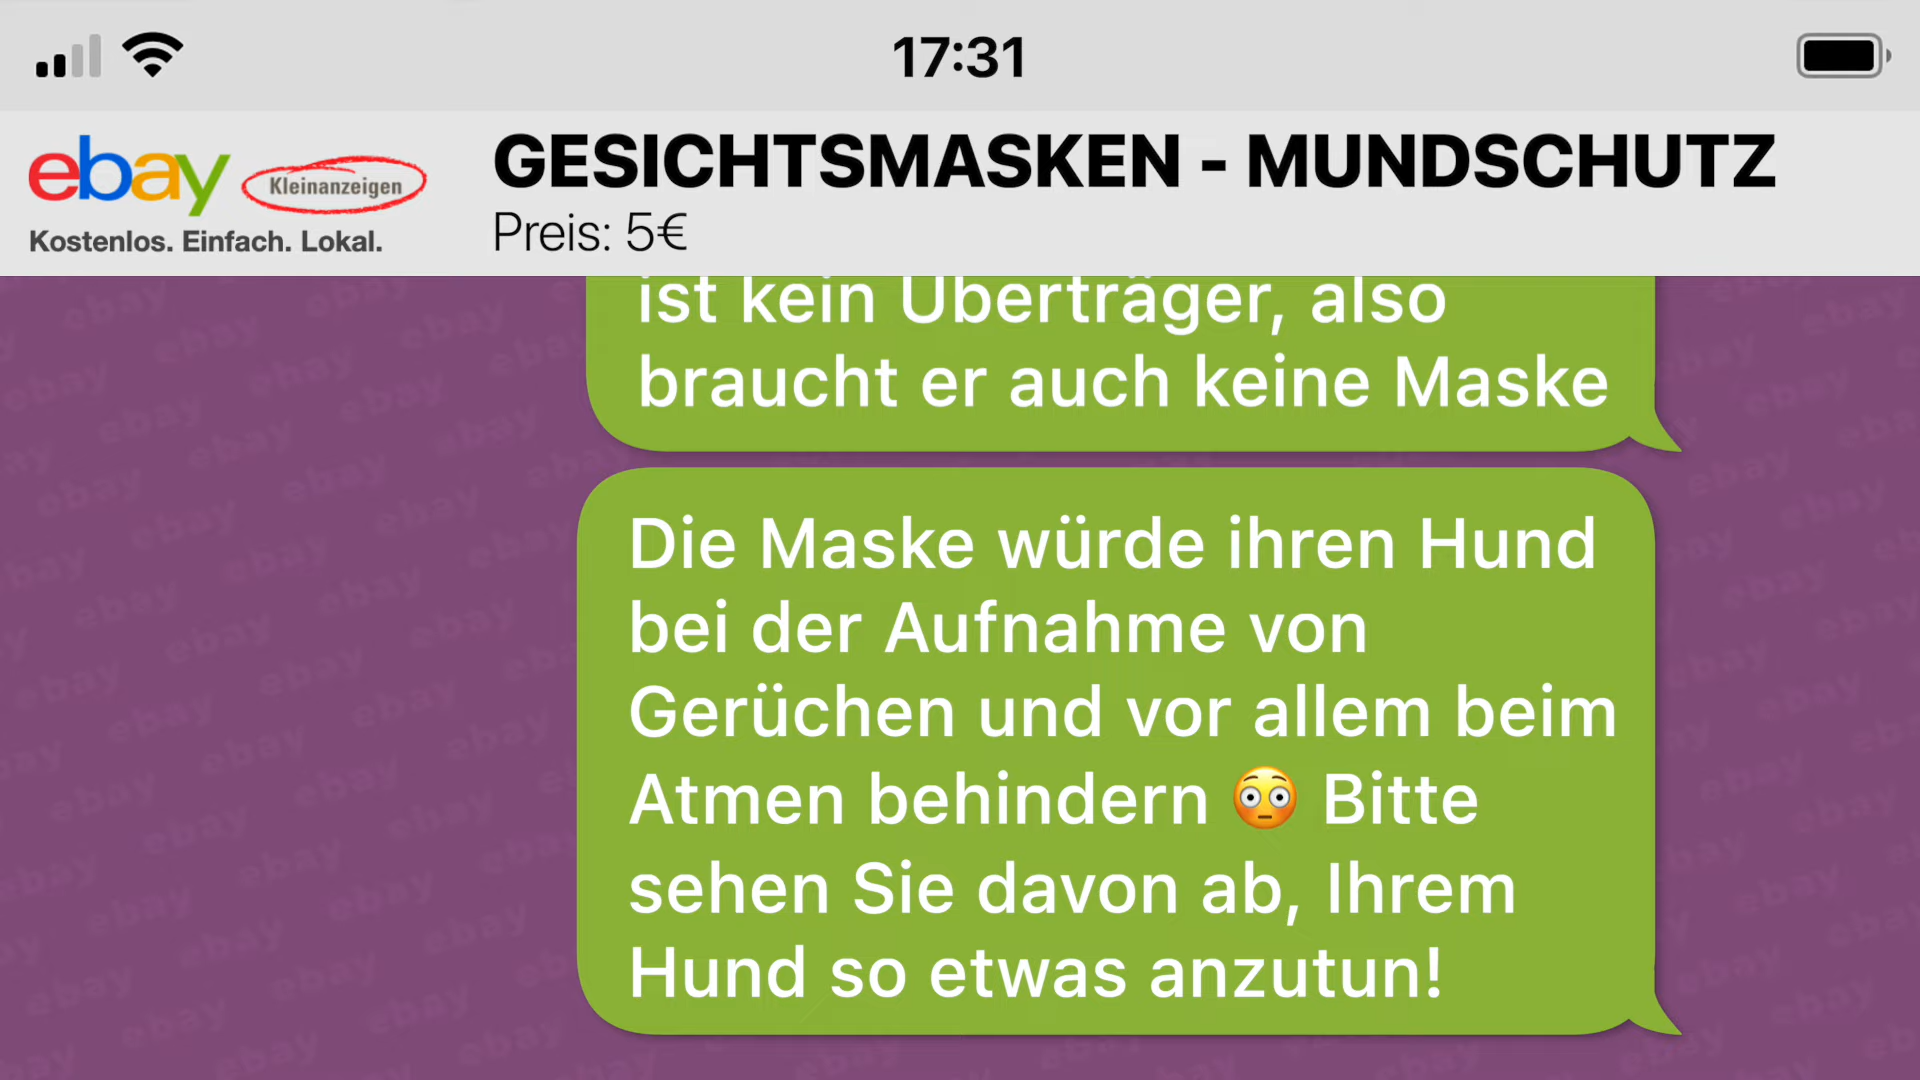 17:31
ebay Kleinanzeigen
Kostenlos. Einfach. Lokal.
GESICHTSMASKEN - MUNDSCHUTZ
Preis: 5€
ist kein Überträger, also
braucht er auch keine Maske
Die Maske würde ihren Hund
bei der Aufnahme von
Gerüchen und vor allem beim
Atmen behindern 😳 Bitte
sehen Sie davon ab, Ihrem
Hund so etwas anzutun!